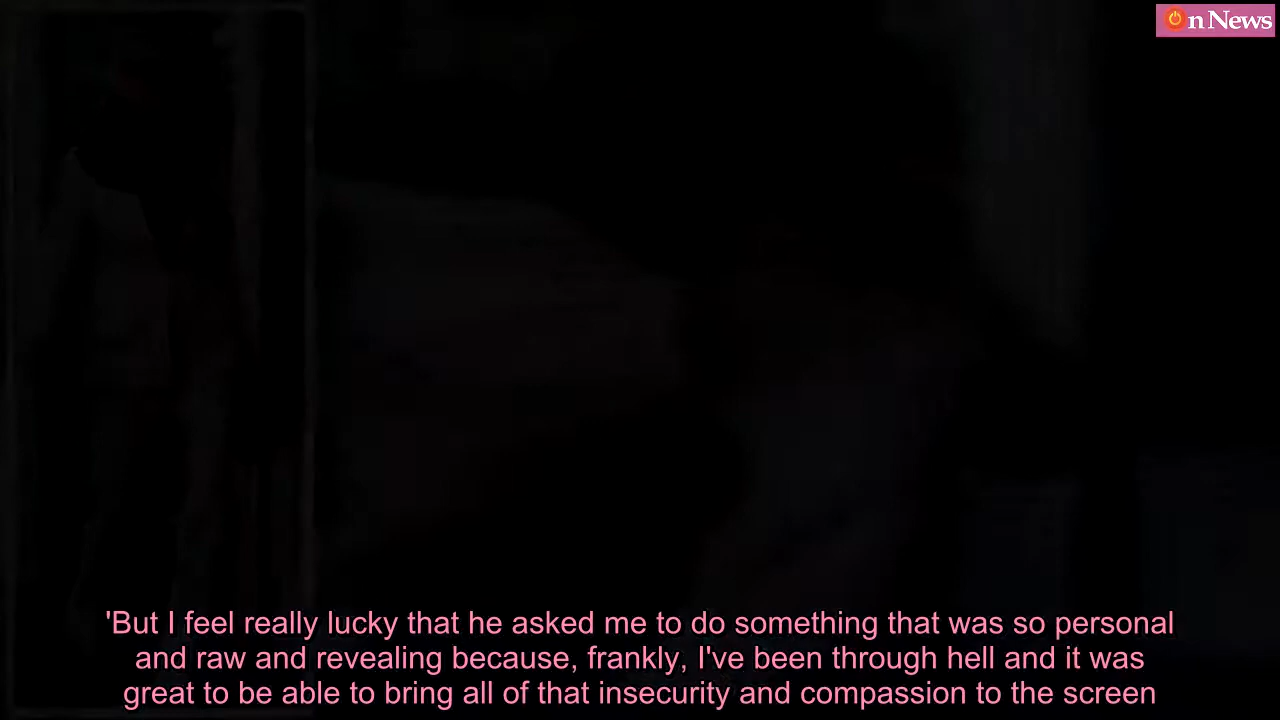 On News
'But I feel really lucky that he asked me to do something that was so personal
and raw and revealing because, frankly, I've been through hell and it was
great to be able to bring all of that insecurity and compassion to the screen